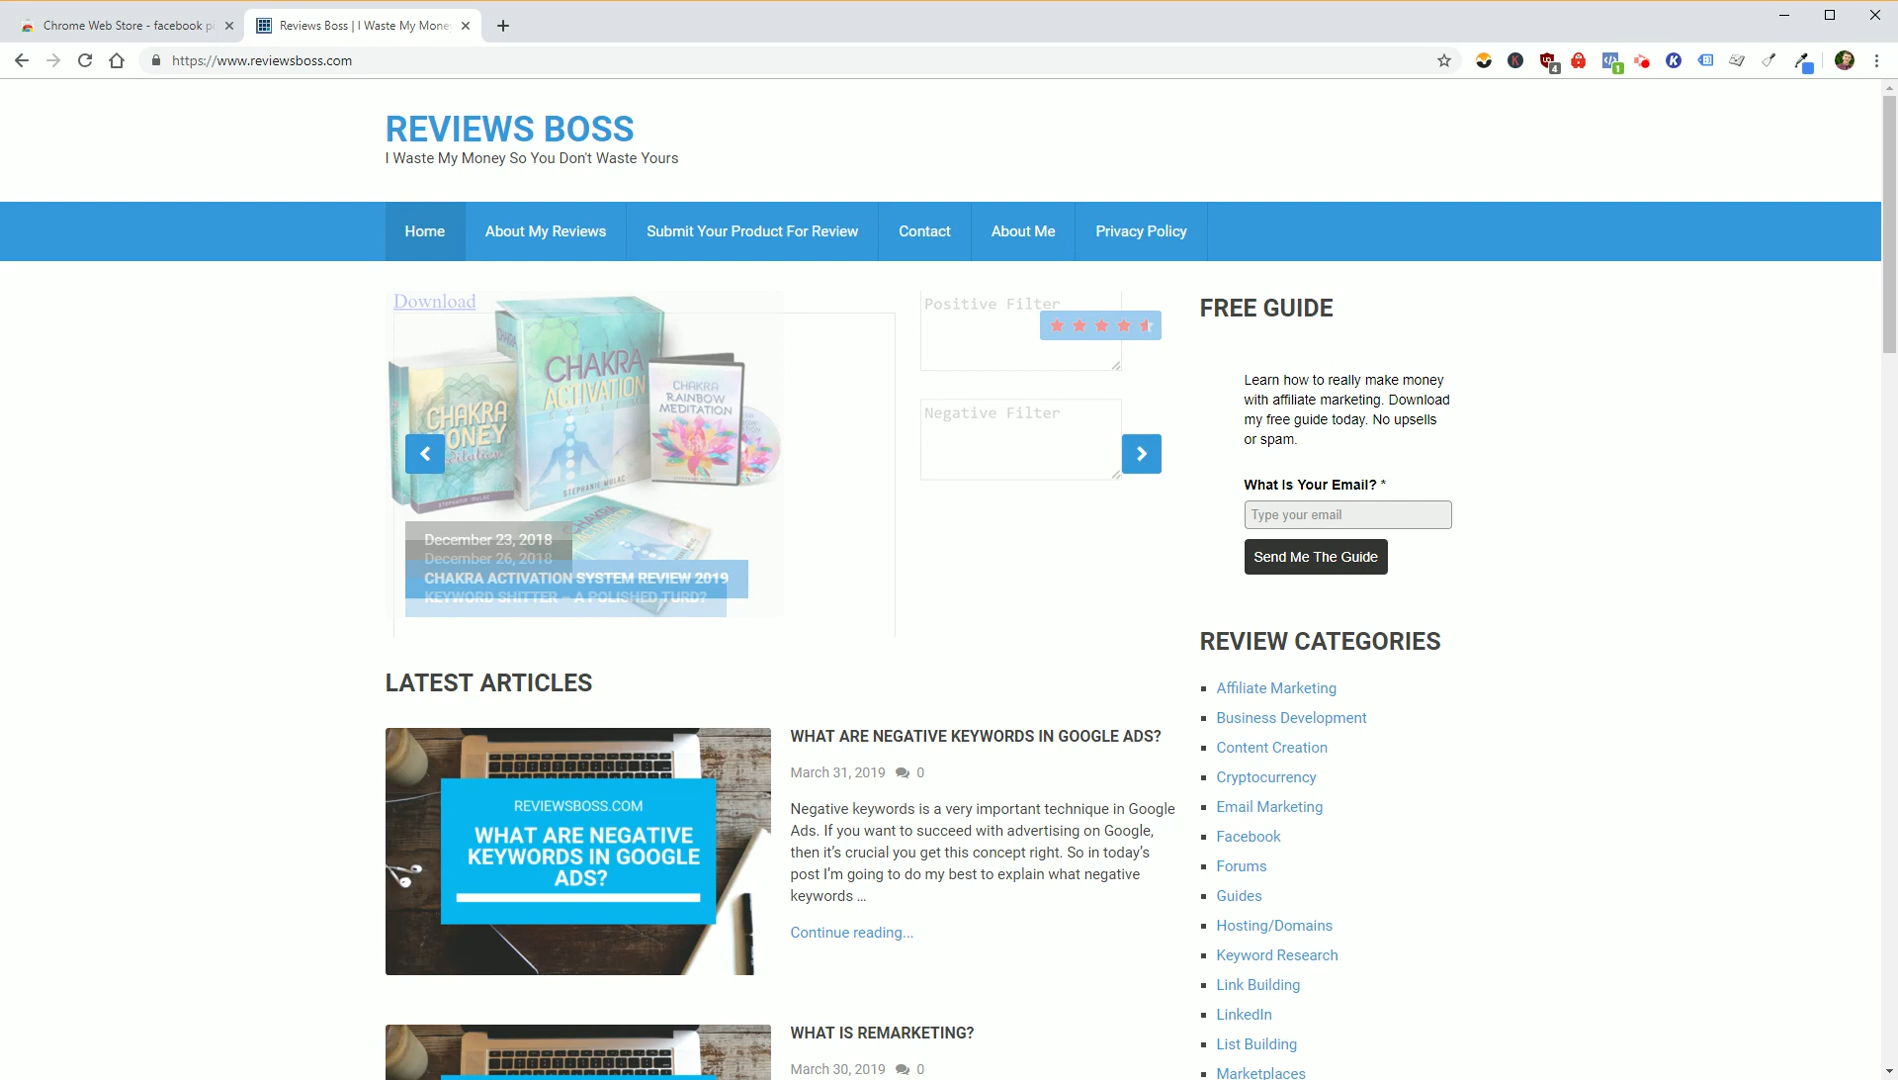 Chrome Web Store - facebook pi
Reviews Boss | I Waste My Money
https://www.reviewsboss.com
4
1
REVIEWS BOSS
I Waste My Money So You Don't Waste Yours
Home
About My Reviews
Submit Your Product For Review
Contact
About Me
Privacy Policy
Download
CHAKRA
ACTIVATION
CHAKRA
RAINBOW
MEDITATION
CHAKRA
STEPHANIE MULAC
Positive Filter
Negative Filter
December 23, 2018
December 26, 2018
CHAKRA ACTIVATION SYSTEM REVIEW 2019
KEYWORD SHITTER – A POLISHED TURD?
FREE GUIDE
Learn how to really make money
with affiliate marketing. Download
my free guide today. No upsells
or spam.
What Is Your Email? *
Type your email
Send Me The Guide
LATEST ARTICLES
REVIEWSBOSS.COM
WHAT ARE NEGATIVE
KEYWORDS IN GOOGLE
ADS?
WHAT ARE NEGATIVE KEYWORDS IN GOOGLE ADS?
March 31, 2019 0
Negative keywords is a very important technique in Google
Ads. If you want to succeed with advertising on Google,
then it's crucial you get this concept right. So in today's
post I'm going to do my best to explain what negative
keywords ...
Continue reading...
WHAT IS REMARKETING?
March 30, 2019 0
REVIEW CATEGORIES
Affiliate Marketing
Business Development
Content Creation
Cryptocurrency
Email Marketing
Facebook
Forums
Guides
Hosting/Domains
Keyword Research
Link Building
LinkedIn
List Building
Marketplaces